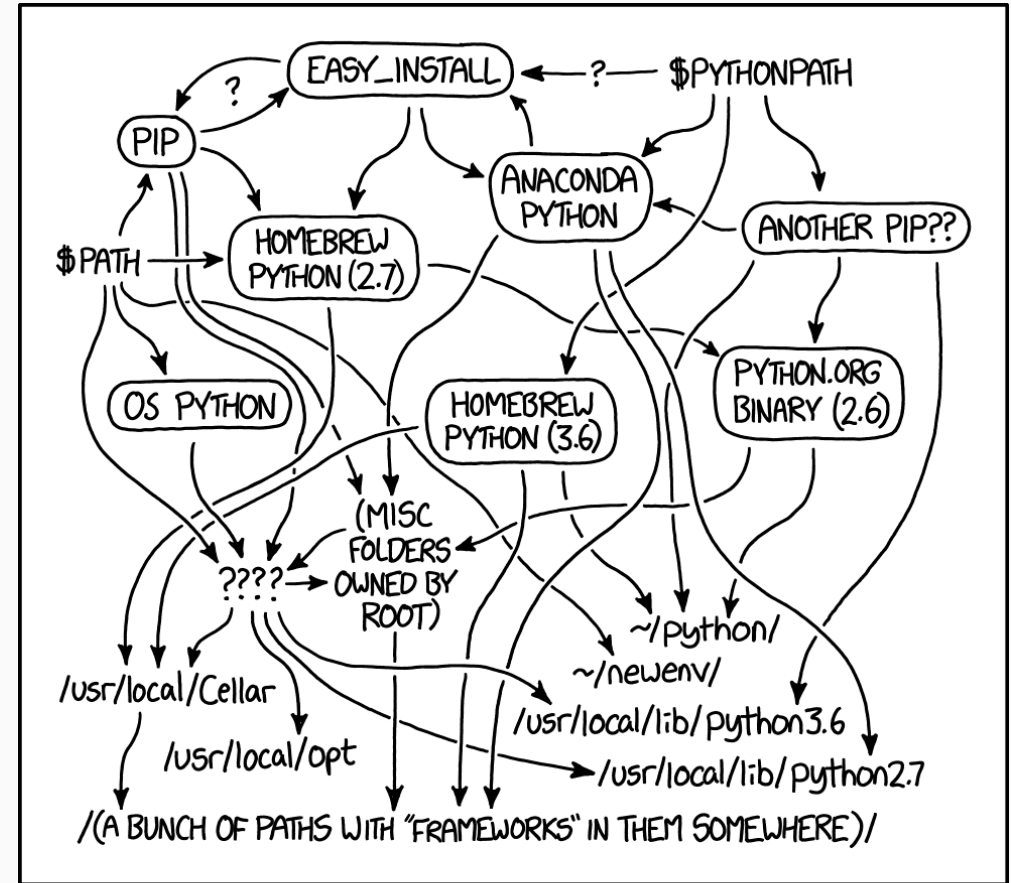 EASY_INSTALL
?
$PYTHONPATH
?
PIP
ANACONDA
PYTHON
ANOTHER PIP??
$PATH
HOMEBREW
PYTHON (2.7)
OS PYTHON
HOMEBREW
PYTHON (3.6)
PYTHON.ORG
BINARY (2.6)
(MISC
FOLDERS
OWNED BY
ROOT)
????
~/python/
~/newenv/
/usr/local/Cellar
/usr/local/lib/python3.6
/usr/local/opt
/usr/local/lib/python2.7
/(A BUNCH OF PATHS WITH "FRAMEWORKS" IN THEM SOMEWHERE)/